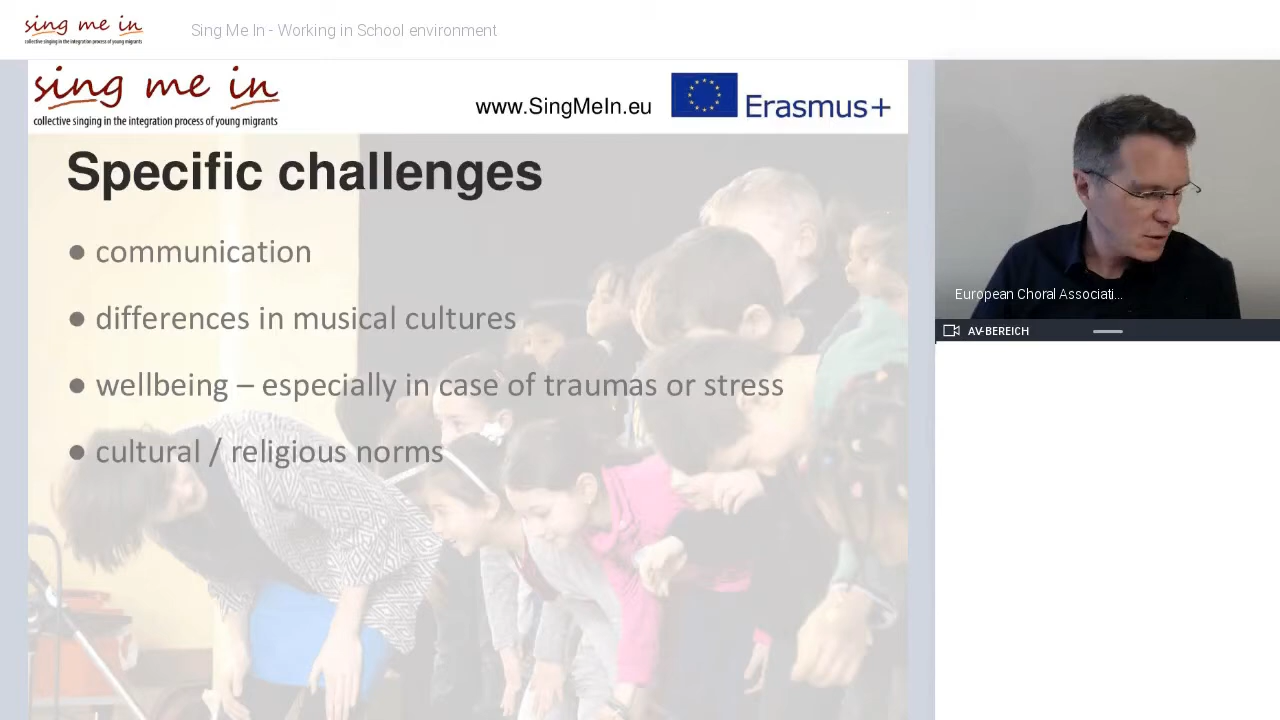 sing me in
collective singing in the integration process of young migrants
Sing Me In - Working in School environment
sing me in
collective singing in the integration process of young migrants
www.SingMeIn.eu
Erasmus+
Specific challenges
● communication
● differences in musical cultures
● wellbeing – especially in case of traumas or stress
● cultural / religious norms
European Choral Associati...
AV-BEREICH